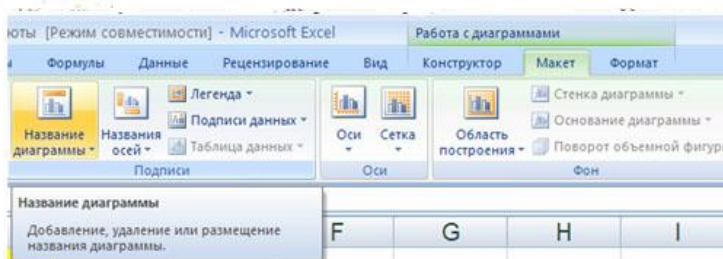 оты [Режим совместимости] - Microsoft Excel Работа с диаграммами
Формулы Данные Рецензирование Вид Конструктор Макет Формат
Название диаграммы
Названия осей
Легенда
Подписи данных
Таблица данных
Оси
Сетка
Область построения
Стенка диаграммы
Основание диаграммы
Поворот объемной фигур
Подписи Оси Фон
Название диаграммы
Добавление, удаление или размещение
названия диаграммы.
F G H I